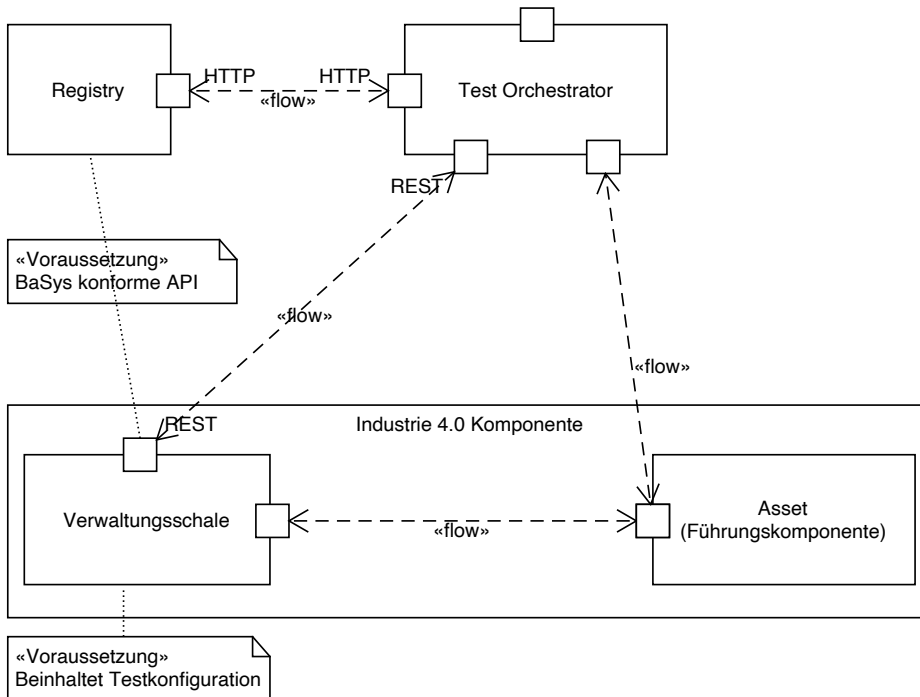 Registry
HTTP
HTTP
«flow»
Test Orchestrator
REST
«Voraussetzung»
BaSys konforme API
«flow»
«flow»
REST
Industrie 4.0 Komponente
Verwaltungsschale
«flow»
Asset
(Führungskomponente)
«Voraussetzung»
Beinhaltet Testkonfiguration